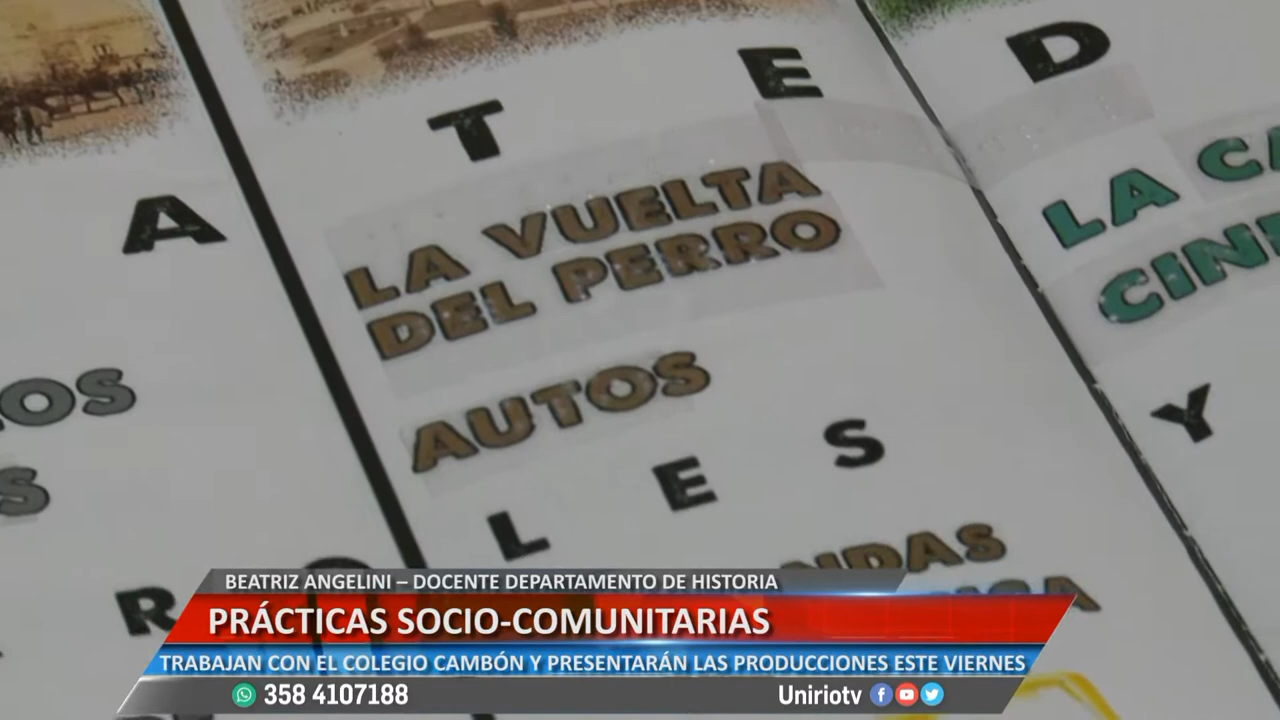 A T E D
LA VUELTA
DEL PERRO
LA
AUTOS
L E S
Y
R
BEATRIZ ANGELINI – DOCENTE DEPARTAMENTO DE HISTORIA
PRÁCTICAS SOCIO-COMUNITARIAS
TRABAJAN CON EL COLEGIO CAMBÓN Y PRESENTARÁN LAS PRODUCCIONES ESTE VIERNES
358 4107188
Uniriotv